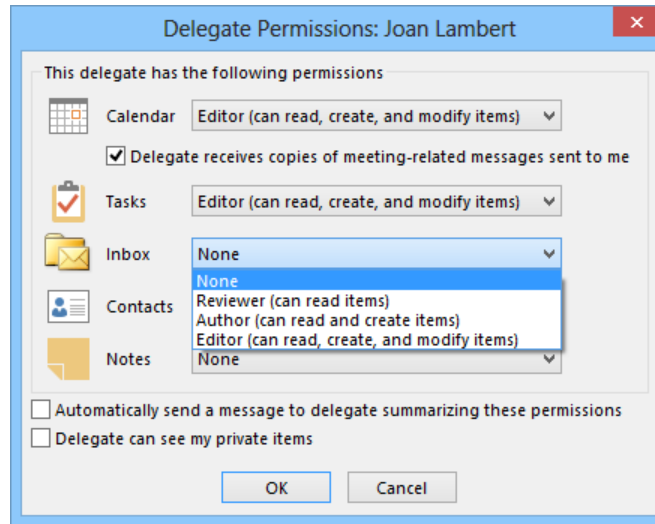 Delegate Permissions: Joan Lambert
This delegate has the following permissions
Calendar Editor (can read, create, and modify items)
Delegate receives copies of meeting-related messages sent to me
Tasks Editor (can read, create, and modify items)
Inbox None
None
Reviewer (can read items)
Contacts Author (can read and create items)
Editor (can read, create, and modify items)
Notes None
Automatically send a message to delegate summarizing these permissions
Delegate can see my private items
OK Cancel